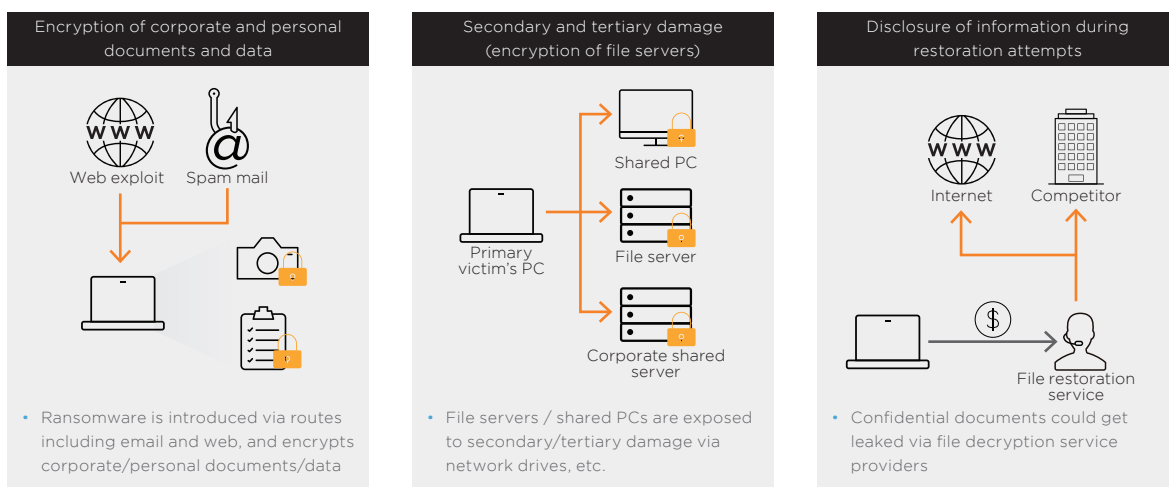 Encryption of corporate and personal
documents and data
WWW
Web exploit
@
Spam mail
• Ransomware is introduced via routes
including email and web, and encrypts
corporate/personal documents/data
Secondary and tertiary damage
(encryption of file servers)
Shared PC
Primary
victim's PC
File server
Corporate shared
server
• File servers / shared PCs are exposed
to secondary/tertiary damage via
network drives, etc.
Disclosure of information during
restoration attempts
WWW
Internet
Competitor
$
File restoration
service
• Confidential documents could get
leaked via file decryption service
providers